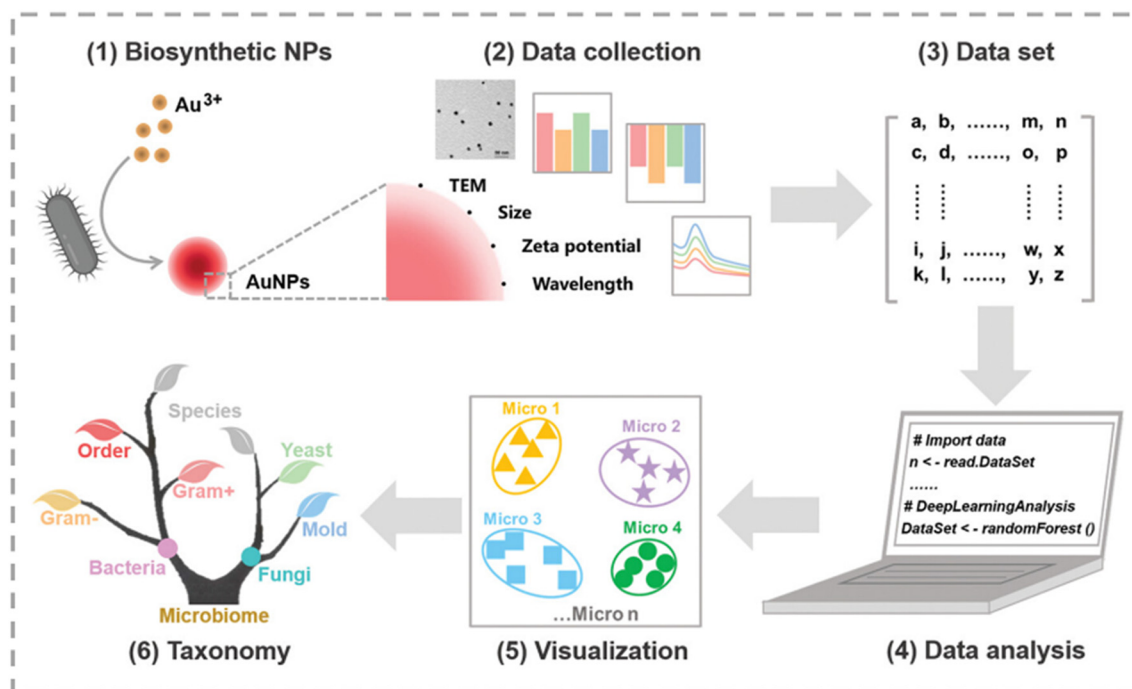 (1) Biosynthetic NPs
Au3+
AuNPs
(2) Data collection
TEM
Size
Zeta potential
Wavelength
(3) Data set
a, b, ……, m, n
c, d, ……, o, p
i, j, ……, w, x
k, l, ……, y, z
# Import data
n < - read.DataSet
……
# DeepLearningAnalysis
DataSet < - randomForest ()
(4) Data analysis
Micro 1
Micro 2
Micro 3
Micro 4
...Micro n
(5) Visualization
Species
Order
Yeast
Gram+
Gram-
Mold
Bacteria
Fungi
Microbiome
(6) Taxonomy